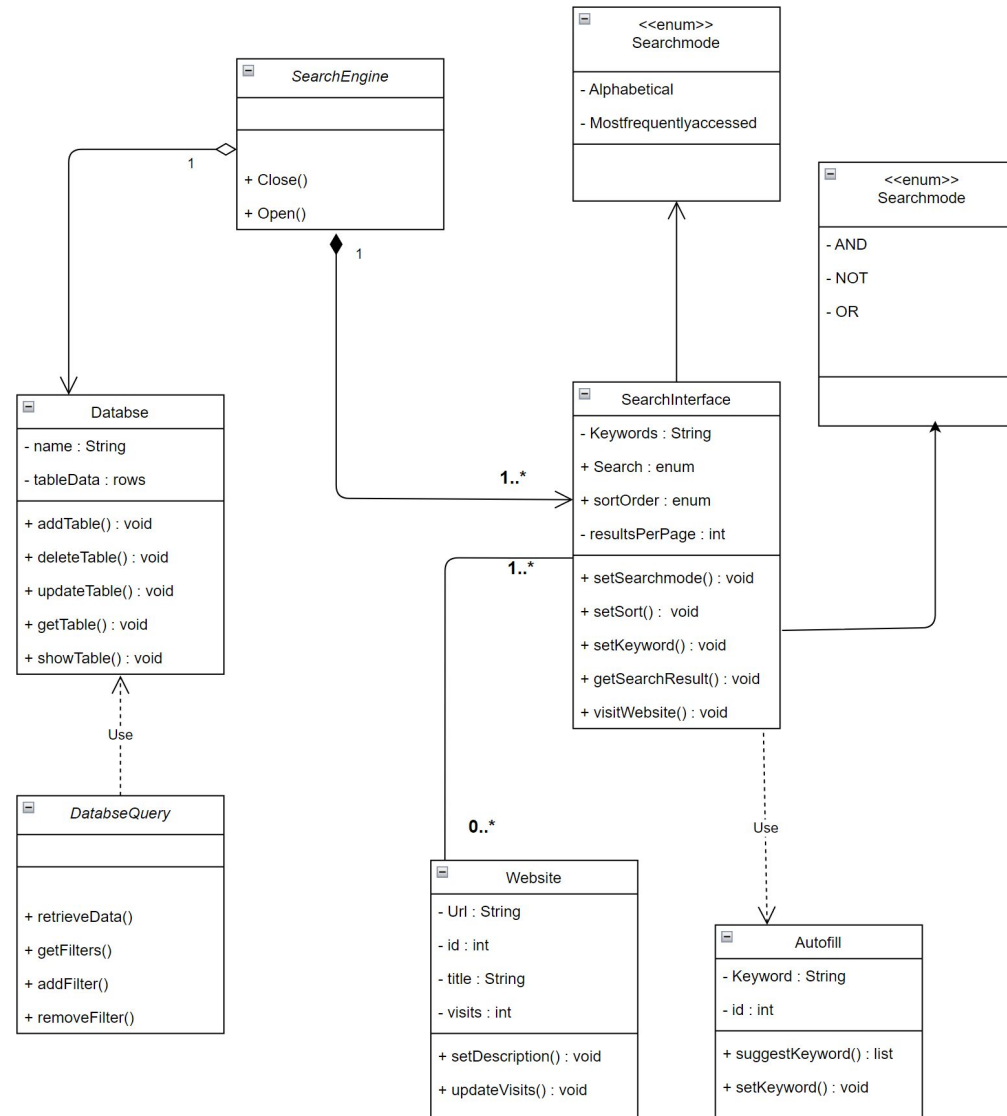 <<enum>>
Searchmode
- Alphabetical
- Mostfrequentlyaccessed
SearchEngine
+ Close()
+ Open()
1
1
<<enum>>
Searchmode
- AND
- NOT
- OR
Databse
- name : String
- tableData : rows
+ addTable() : void
+ deleteTable() : void
+ updateTable() : void
+ getTable() : void
+ showTable() : void
SearchInterface
- Keywords : String
+ Search : enum
+ sortOrder : enum
- resultsPerPage : int
+ setSearchmode() : void
+ setSort() : void
+ setKeyword() : void
+ getSearchResult() : void
+ visitWebsite() : void
1..*
1..*
Use
DatabseQuery
+ retrieveData()
+ getFilters()
+ addFilter()
+ removeFilter()
Use
0..*
Website
- Url : String
- id : int
- title : String
- visits : int
+ setDescription() : void
+ updateVisits() : void
Autofill
- Keyword : String
- id : int
+ suggestKeyword() : list
+ setKeyword() : void